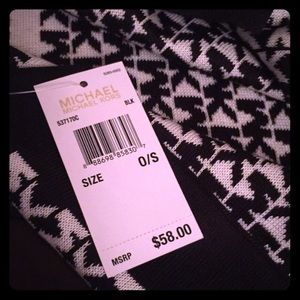 MICHAEL
MICHAEL KORS
537170C
BLK
8 88698 85830 7
SIZE
O/S
MSRP
$58.00